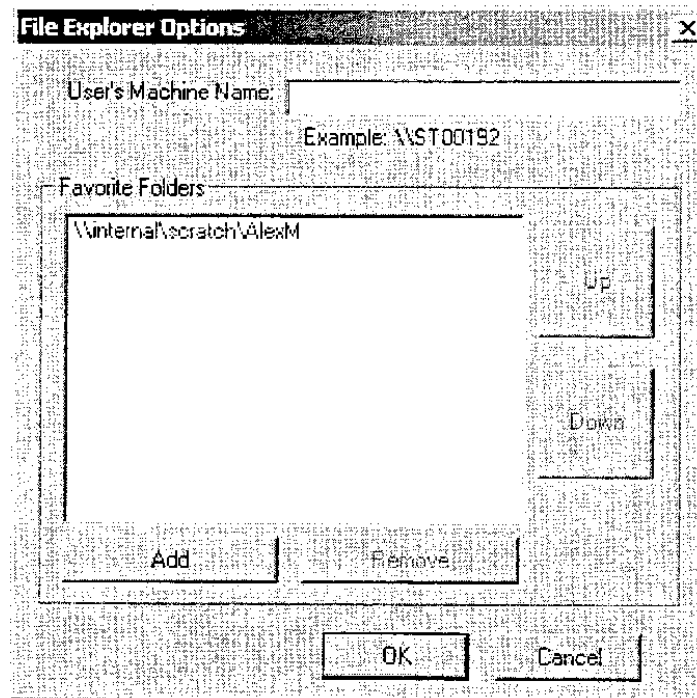 File Explorer Options
User's Machine Name:
Example: \\ST00192
Favorite Folders
\\internal\scratch\AlexM
Up
Down
Add
Remove
OK
Cancel